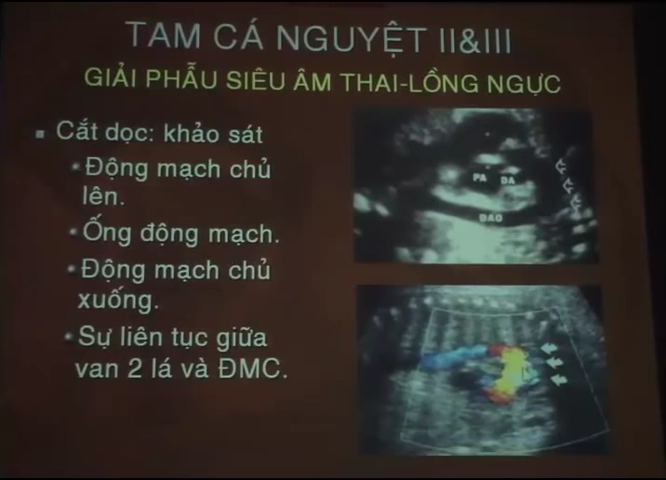 TAM CÁ NGUYỆT II&III
GIẢI PHẪU SIÊU ÂM THAI-LỒNG NGỰC
Cắt dọc: khảo sát
Động mạch chủ
lên.
Ống động mạch.
Động mạch chủ
xuống.
Sự liên tục giữa
van 2 lá và ĐMC.
PA DA
DAO